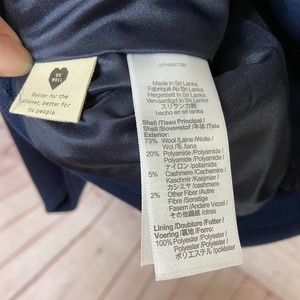 DO
WELL
Better for the
planet, better for
its people.
Made in Sri Lanka
Fabriqué Au Sri Lanka
Hergestellt In Sri Lanka
Vervaardigd In Sri Lanka
スリランカ製
hecho en sri lanka
Shell /Tissu Principal /
Shell /Bovenstof /本体/ Tela
Exterior:
73% Wool /Laine /Wolle /
Wol /毛 /lana
20% Polyamide /Polyamide /
Polyamid /Polyamide /
ナイロン /poliamida
5% Cashmere /Cachemire /
Kaschmir /Kasjmier /
カシミヤ /cashmere
2% Other Fiber /Autre
Fibre /Sonstige
Fasern /Andere Vezel /
その他繊維 /otras
Lining /Doublure /Futter /
Voering /裏地 /Forro:
100% Polyester /Polyester /
Polyester /Polyester /
ポリエステル /poliéster